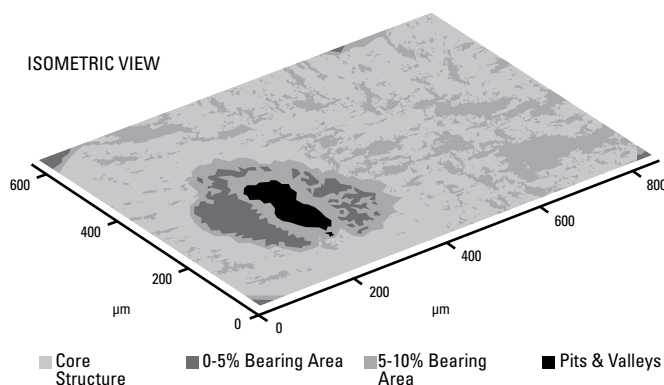 ISOMETRIC VIEW
600
400
200
0
µm
0
200
400
600
800
µm
Core
Structure
0-5% Bearing Area
5-10% Bearing
Area
Pits & Valleys